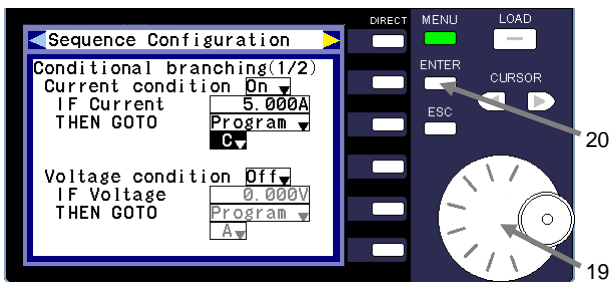 DIRECT MENU LOAD
Sequence Configuration
Conditional branching(1/2)
Current condition On
IF Current 5.000A
THEN GOTO Program
C
Voltage condition Off
IF Voltage 0.000V
THEN GOTO Program
A
ENTER
CURSOR
ESC
20
19